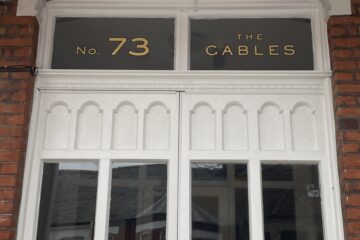 No. 73
THE
GABLES